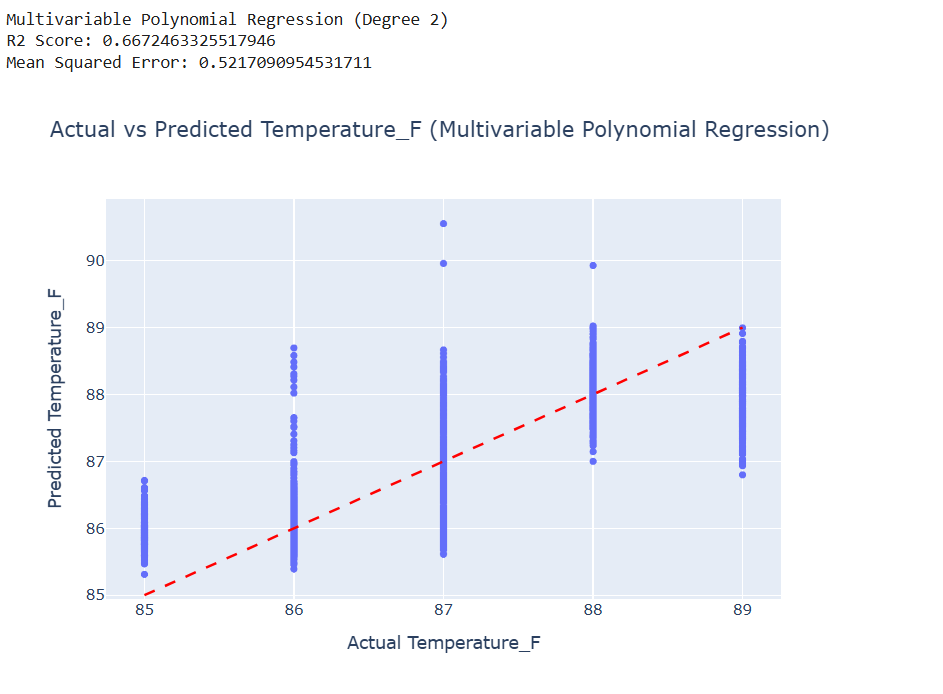 Multivariable Polynomial Regression (Degree 2)
R2 Score: 0.6672463325517946
Mean Squared Error: 0.5217090954531711
Actual vs Predicted Temperature_F (Multivariable Polynomial Regression)
Predicted Temperature_F
90
89
88
87
86
85
85 86 87 88 89
Actual Temperature_F